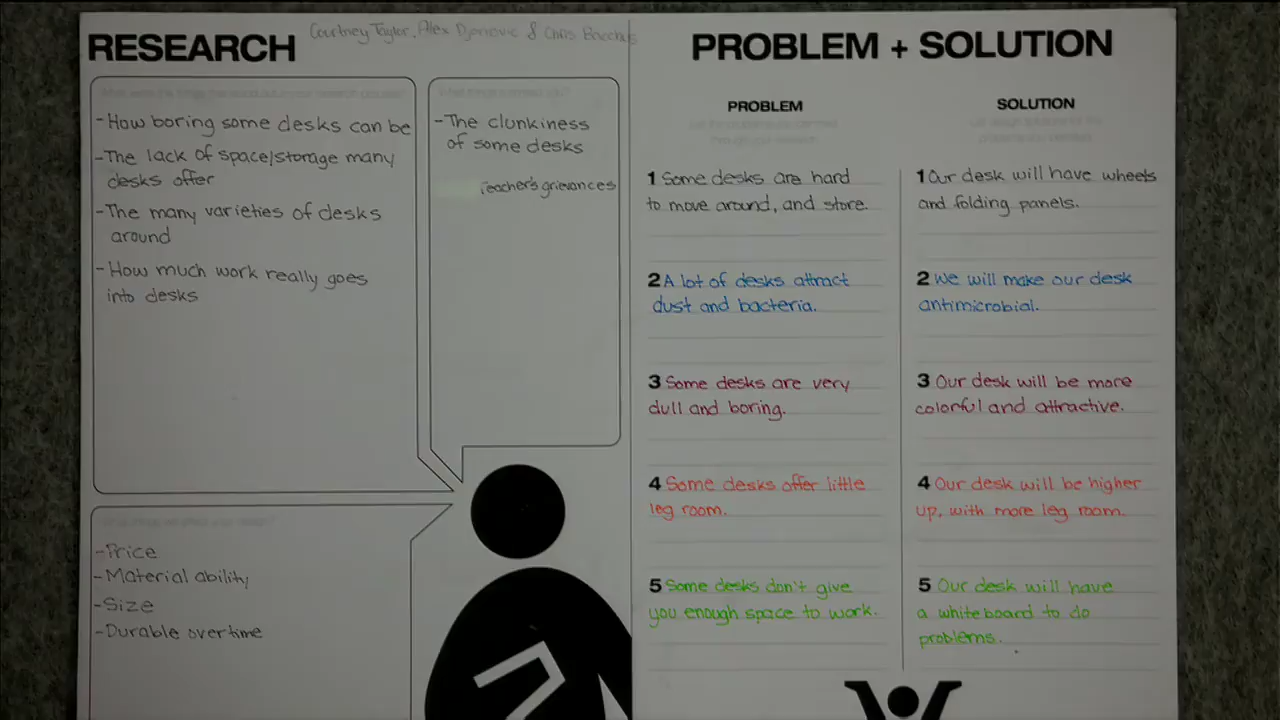 RESEARCH
Courtney Taylor, Alex Djorovic & Chris Bacchus
- How boring some desks can be
- The lack of space/storage many
desks offer
- The many varieties of desks
around
- How much work really goes
into desks
- The clunkiness
of some desks
Teacher's grievances
- Price
- Material ability
- Size
- Durable overtime
PROBLEM + SOLUTION
PROBLEM
1 Some desks are hard
to move around, and store.
2 A lot of desks attract
dust and bacteria.
3 Some desks are very
dull and boring.
4 Some desks offer little
leg room.
5 Some desks don't give
you enough space to work.
SOLUTION
1 Our desk will have wheels
and folding panels.
2 We will make our desk
antimicrobial.
3 Our desk will be more
colorful and attractive.
4 Our desk will be higher
up, with more leg room.
5 Our desk will have
a whiteboard to do
problems.